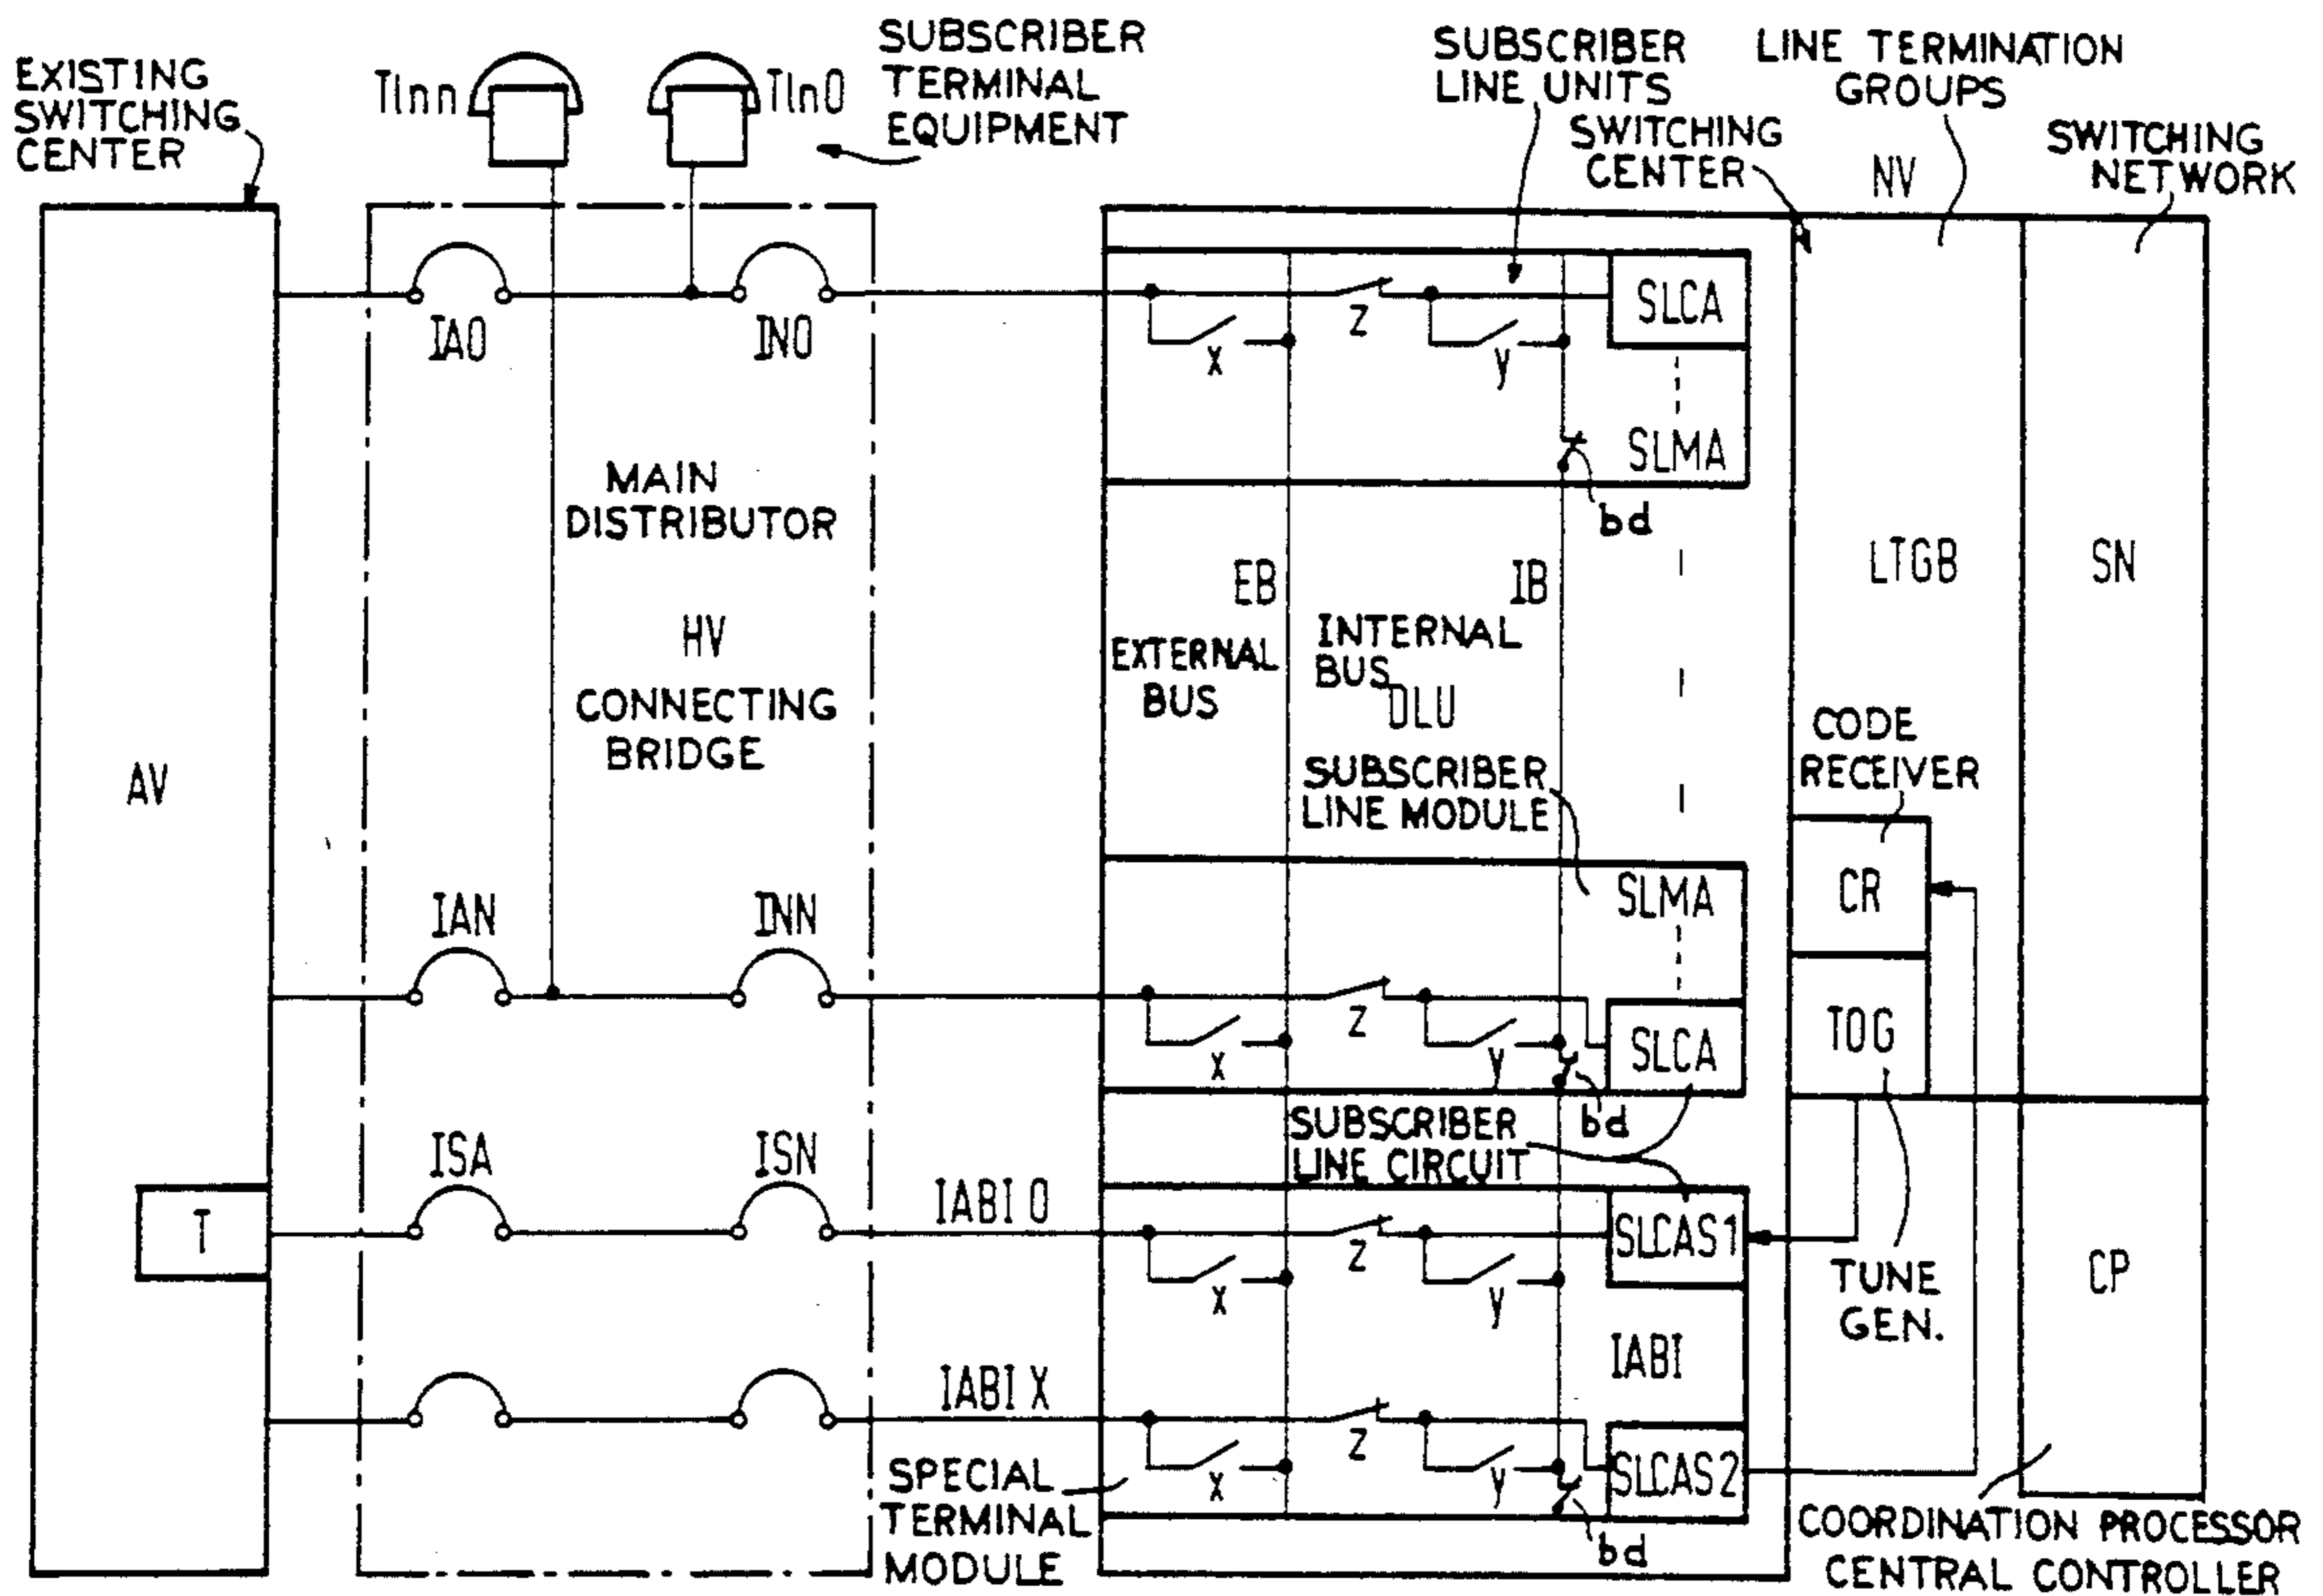 EXISTING
SWITCHING
CENTER
Tlnn
Tln0
SUBSCRIBER
TERMINAL
EQUIPMENT
SUBSCRIBER
LINE UNITS
LINE TERMINATION
GROUPS
SWITCHING
CENTER
NV
SWITCHING
NETWORK
IA0
IN0
X
Z
Y
SLCA
SLMA
bd
MAIN
DISTRIBUTOR
HV
CONNECTING
BRIDGE
EB
EXTERNAL
BUS
IB
INTERNAL
BUS
DLU
LTGB
SN
AV
SUBSCRIBER
LINE MODULE
CODE
RECEIVER
CR
TOG
IAN
INN
SLMA
X
Z
Y
SLCA
bd
SUBSCRIBER
LINE CIRCUIT
T
ISA
ISN
IABI 0
X
Z
Y
SLCAS1
TUNE
GEN.
CP
IABI
IABI X
X
Z
Y
SLCAS2
bd
SPECIAL
TERMINAL
MODULE
COORDINATION PROCESSOR
CENTRAL CONTROLLER